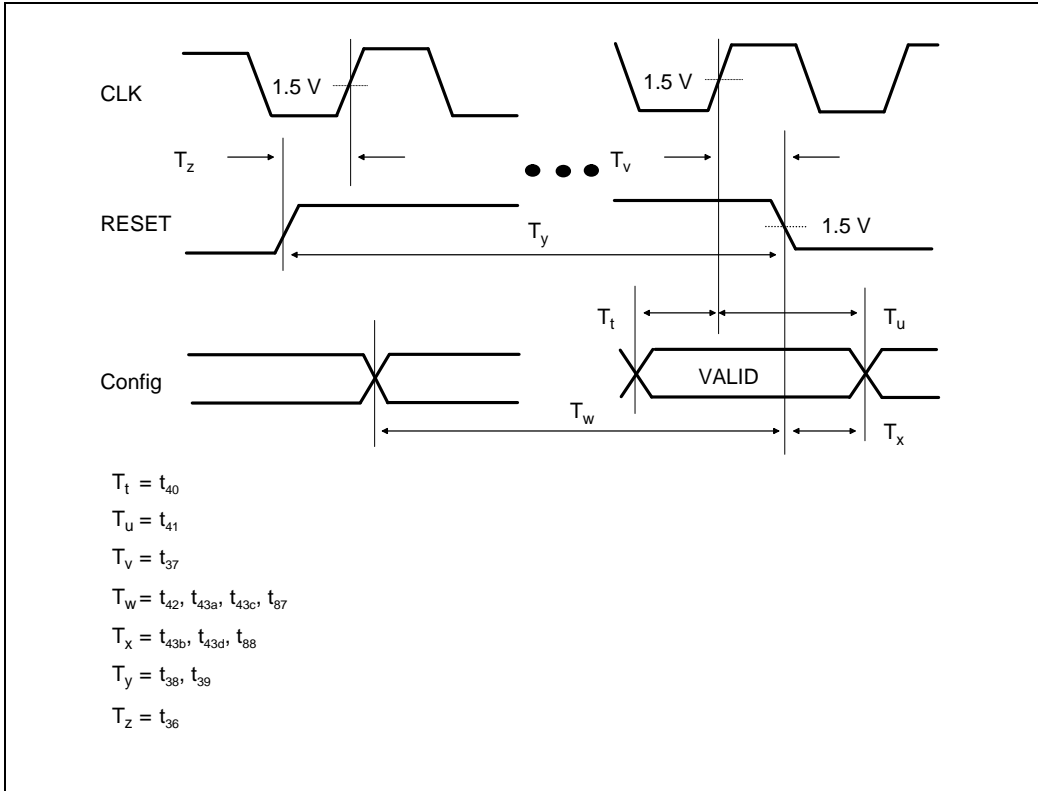 CLK
1.5 V
1.5 V
T_z
T_v
RESET
T_y
1.5 V
T_t
T_u
Config
VALID
T_w
T_x
T_t = t_40
T_u = t_41
T_v = t_37
T_w = t_42, t_43a, t_43c, t_87
T_x = t_43b, t_43d, t_88
T_y = t_38, t_39
T_z = t_36